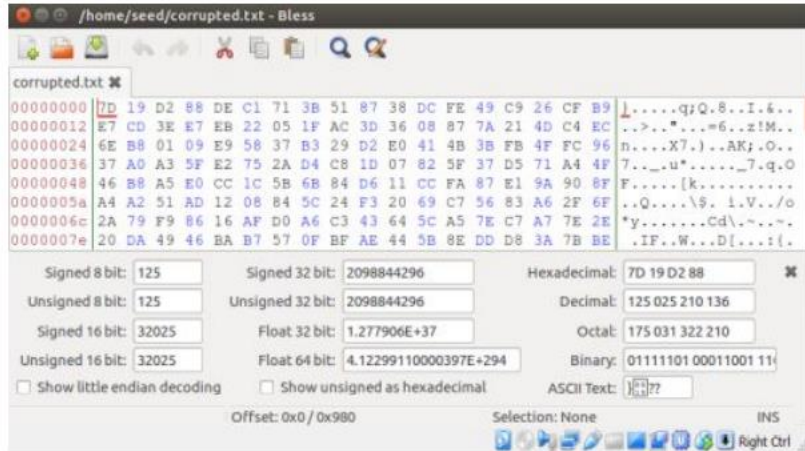 /home/seed/corrupted.txt - Bless
corrupted.txt
00000000 7D 19 D2 88 DE C1 71 3B 51 87 38 DC FE 49 C9 26 CF B9 }.....q;Q.8..I.&..
00000012 E7 CD 3E E7 EB 22 05 1F AC 3D 36 08 87 7A 21 4D C4 EC ..>.."...=6..z!M..
00000024 6E B8 01 09 E9 58 37 B3 29 D2 E0 41 4B 3B FB 4F FC 96 n....X7.)..AK;.O..
00000036 37 A0 A3 5F E2 75 2A D4 C8 1D 07 82 5F 37 D5 71 A4 4F 7.._.u*....._7.q.O
00000048 46 B8 A5 E0 CC 1C 5B 6B 84 D6 11 CC FA 87 E1 9A 90 8F F.....[k..........
0000005a A4 A2 51 AD 12 08 84 5C 24 F3 20 69 C7 56 83 A6 2F 6F ..Q....\$. i.V../o
0000006c 2A 79 F9 86 16 AF D0 A6 C3 43 64 5C A5 7E C7 A7 7E 2E *y.......Cd\.~..~.
0000007e 20 DA 49 46 BA B7 57 0F BF AE 44 5B 8E DD D8 3A 7B BE .IF..W...D[...:{.
Signed 8 bit: 125 Signed 32 bit: 2098844296 Hexadecimal: 7D 19 D2 88
Unsigned 8 bit: 125 Unsigned 32 bit: 2098844296 Decimal: 125 025 210 136
Signed 16 bit: 32025 Float 32 bit: 1.277906E+37 Octal: 175 031 322 210
Unsigned 16 bit: 32025 Float 64 bit: 4.12299110000397E+294 Binary: 01111101 00011001 11
Show little endian decoding Show unsigned as hexadecimal ASCII Text: }??
Offset: 0x0 / 0x980 Selection: None INS
Right Ctrl